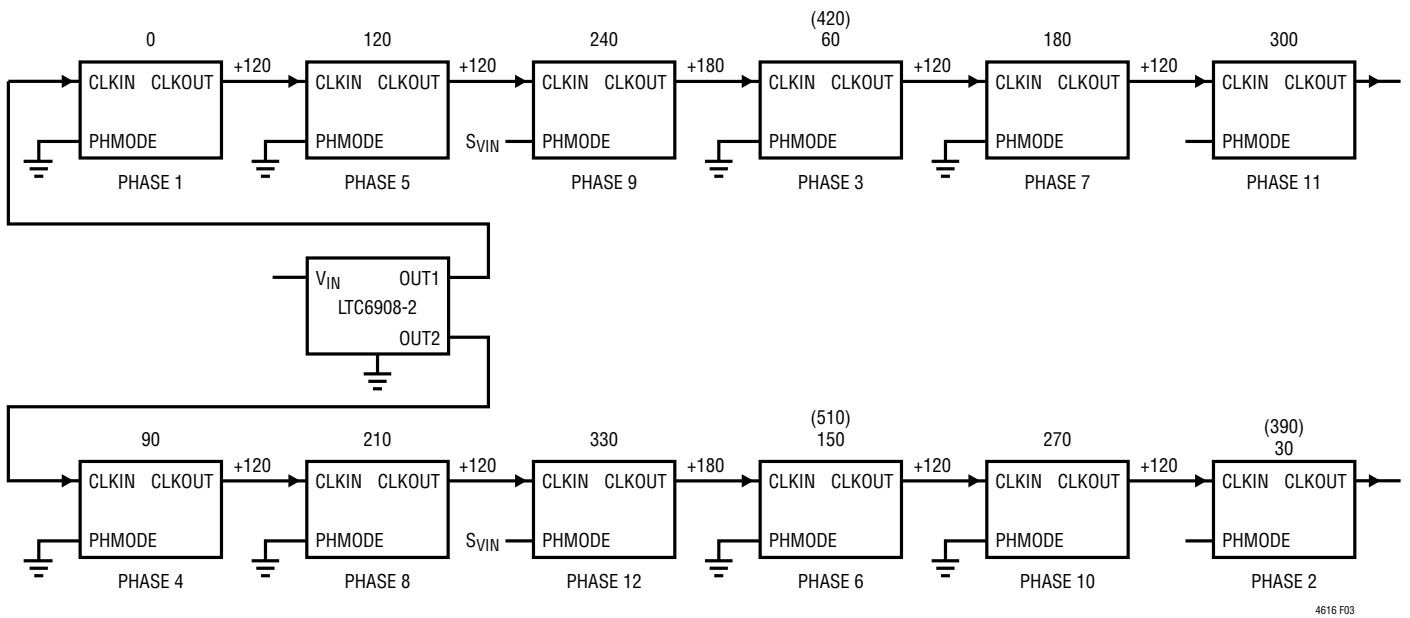 (420)
0 120 240 60 180 300
CLKIN CLKOUT +120 CLKIN CLKOUT +120 CLKIN CLKOUT +180 CLKIN CLKOUT +120 CLKIN CLKOUT +120 CLKIN CLKOUT
PHMODE PHMODE SVIN PHMODE PHMODE PHMODE PHMODE
PHASE 1 PHASE 5 PHASE 9 PHASE 3 PHASE 7 PHASE 11
VIN OUT1
LTC6908-2
OUT2
(510) (390)
90 210 330 150 270 30
CLKIN CLKOUT +120 CLKIN CLKOUT +120 CLKIN CLKOUT +180 CLKIN CLKOUT +120 CLKIN CLKOUT +120 CLKIN CLKOUT
PHMODE PHMODE SVIN PHMODE PHMODE PHMODE PHMODE
PHASE 4 PHASE 8 PHASE 12 PHASE 6 PHASE 10 PHASE 2
4616 F03